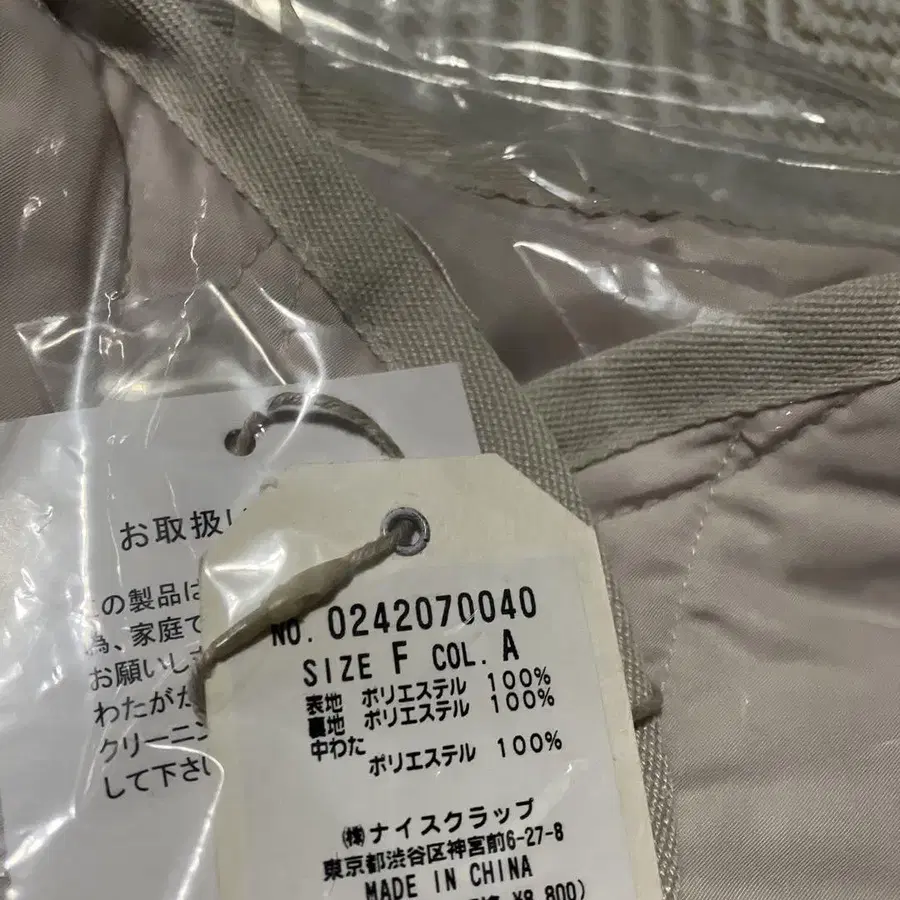 お取扱い
この製品は
為、家庭で
お願いし
わたがた
クリーニン
して下さい
NO. 0242070040
SIZE F COL. A
表地 ポリエステル 100%
裏地 ポリエステル 100%
中わた
ポリエステル 100%
㈱ナイスクラップ
東京都渋谷区神宮前6-27-8
MADE IN CHINA
¥8,800)